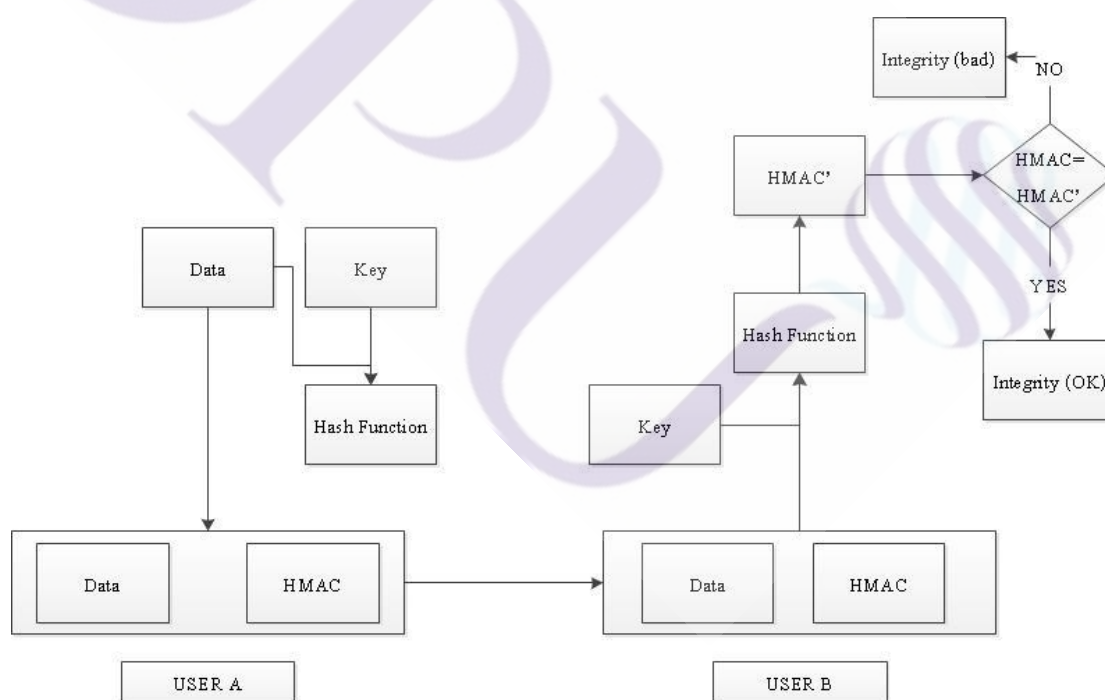 Integrity (bad)
NO
HMAC=
HMAC'
HMAC’
YES
Integrity (OK)
Hash Function
Key
Data
Key
Hash Function
Data
HMAC
Data
HMAC
USER A
USER B